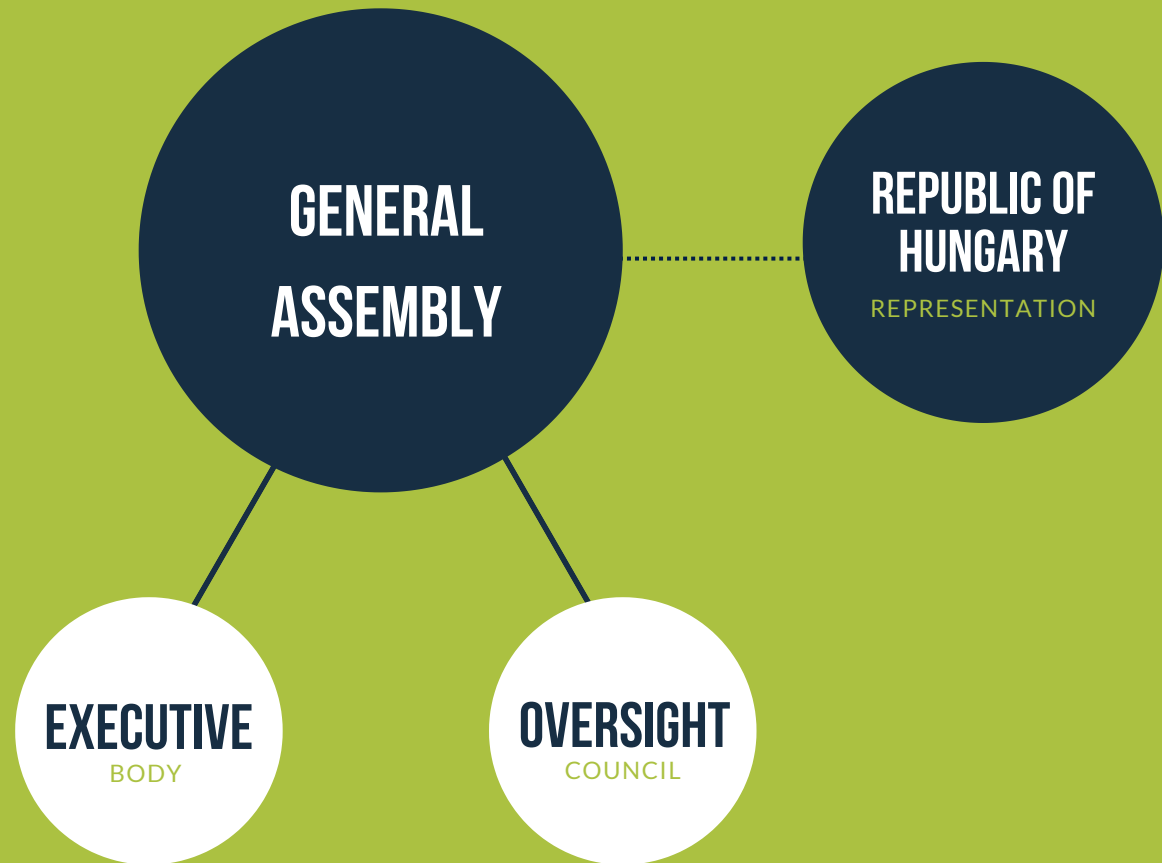 GENERAL
ASSEMBLY
REPUBLIC OF
HUNGARY
REPRESENTATION
EXECUTIVE
BODY
OVERSIGHT
COUNCIL